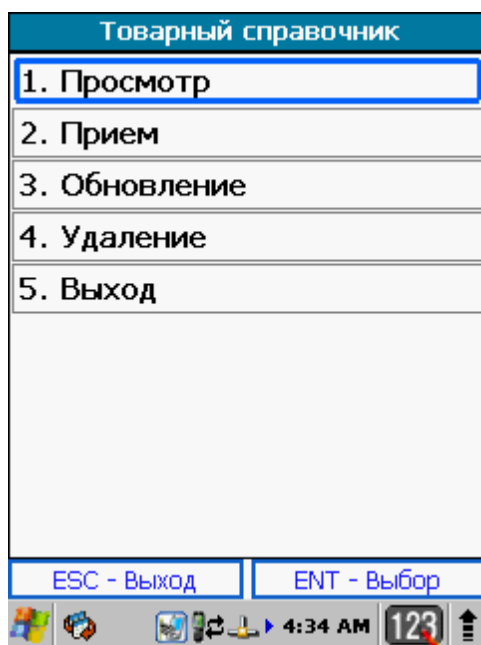 Товарный справочник
1. Просмотр
2. Прием
3. Обновление
4. Удаление
5. Выход
ESC - Выход
ENT - Выбор
4:34 AM
123